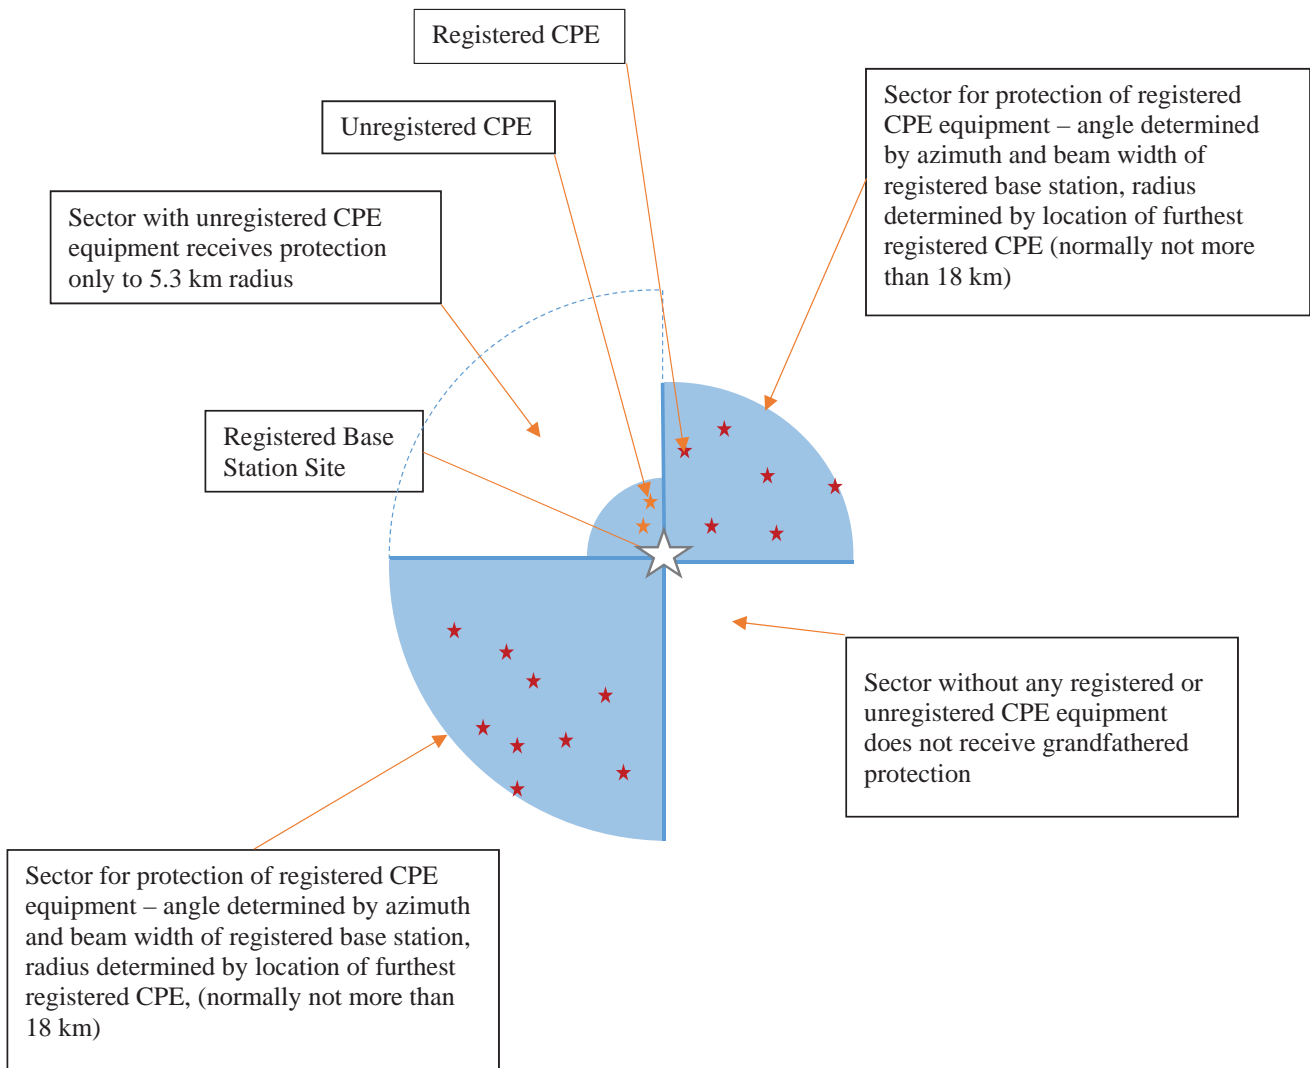 Registered CPE
Unregistered CPE
Sector for protection of registered
CPE equipment – angle determined
by azimuth and beam width of
registered base station, radius
determined by location of furthest
registered CPE (normally not more
than 18 km)
Sector with unregistered CPE
equipment receives protection
only to 5.3 km radius
Registered Base
Station Site
Sector without any registered or
unregistered CPE equipment
does not receive grandfathered
protection
Sector for protection of registered CPE
equipment – angle determined by azimuth
and beam width of registered base station,
radius determined by location of furthest
registered CPE, (normally not more than
18 km)